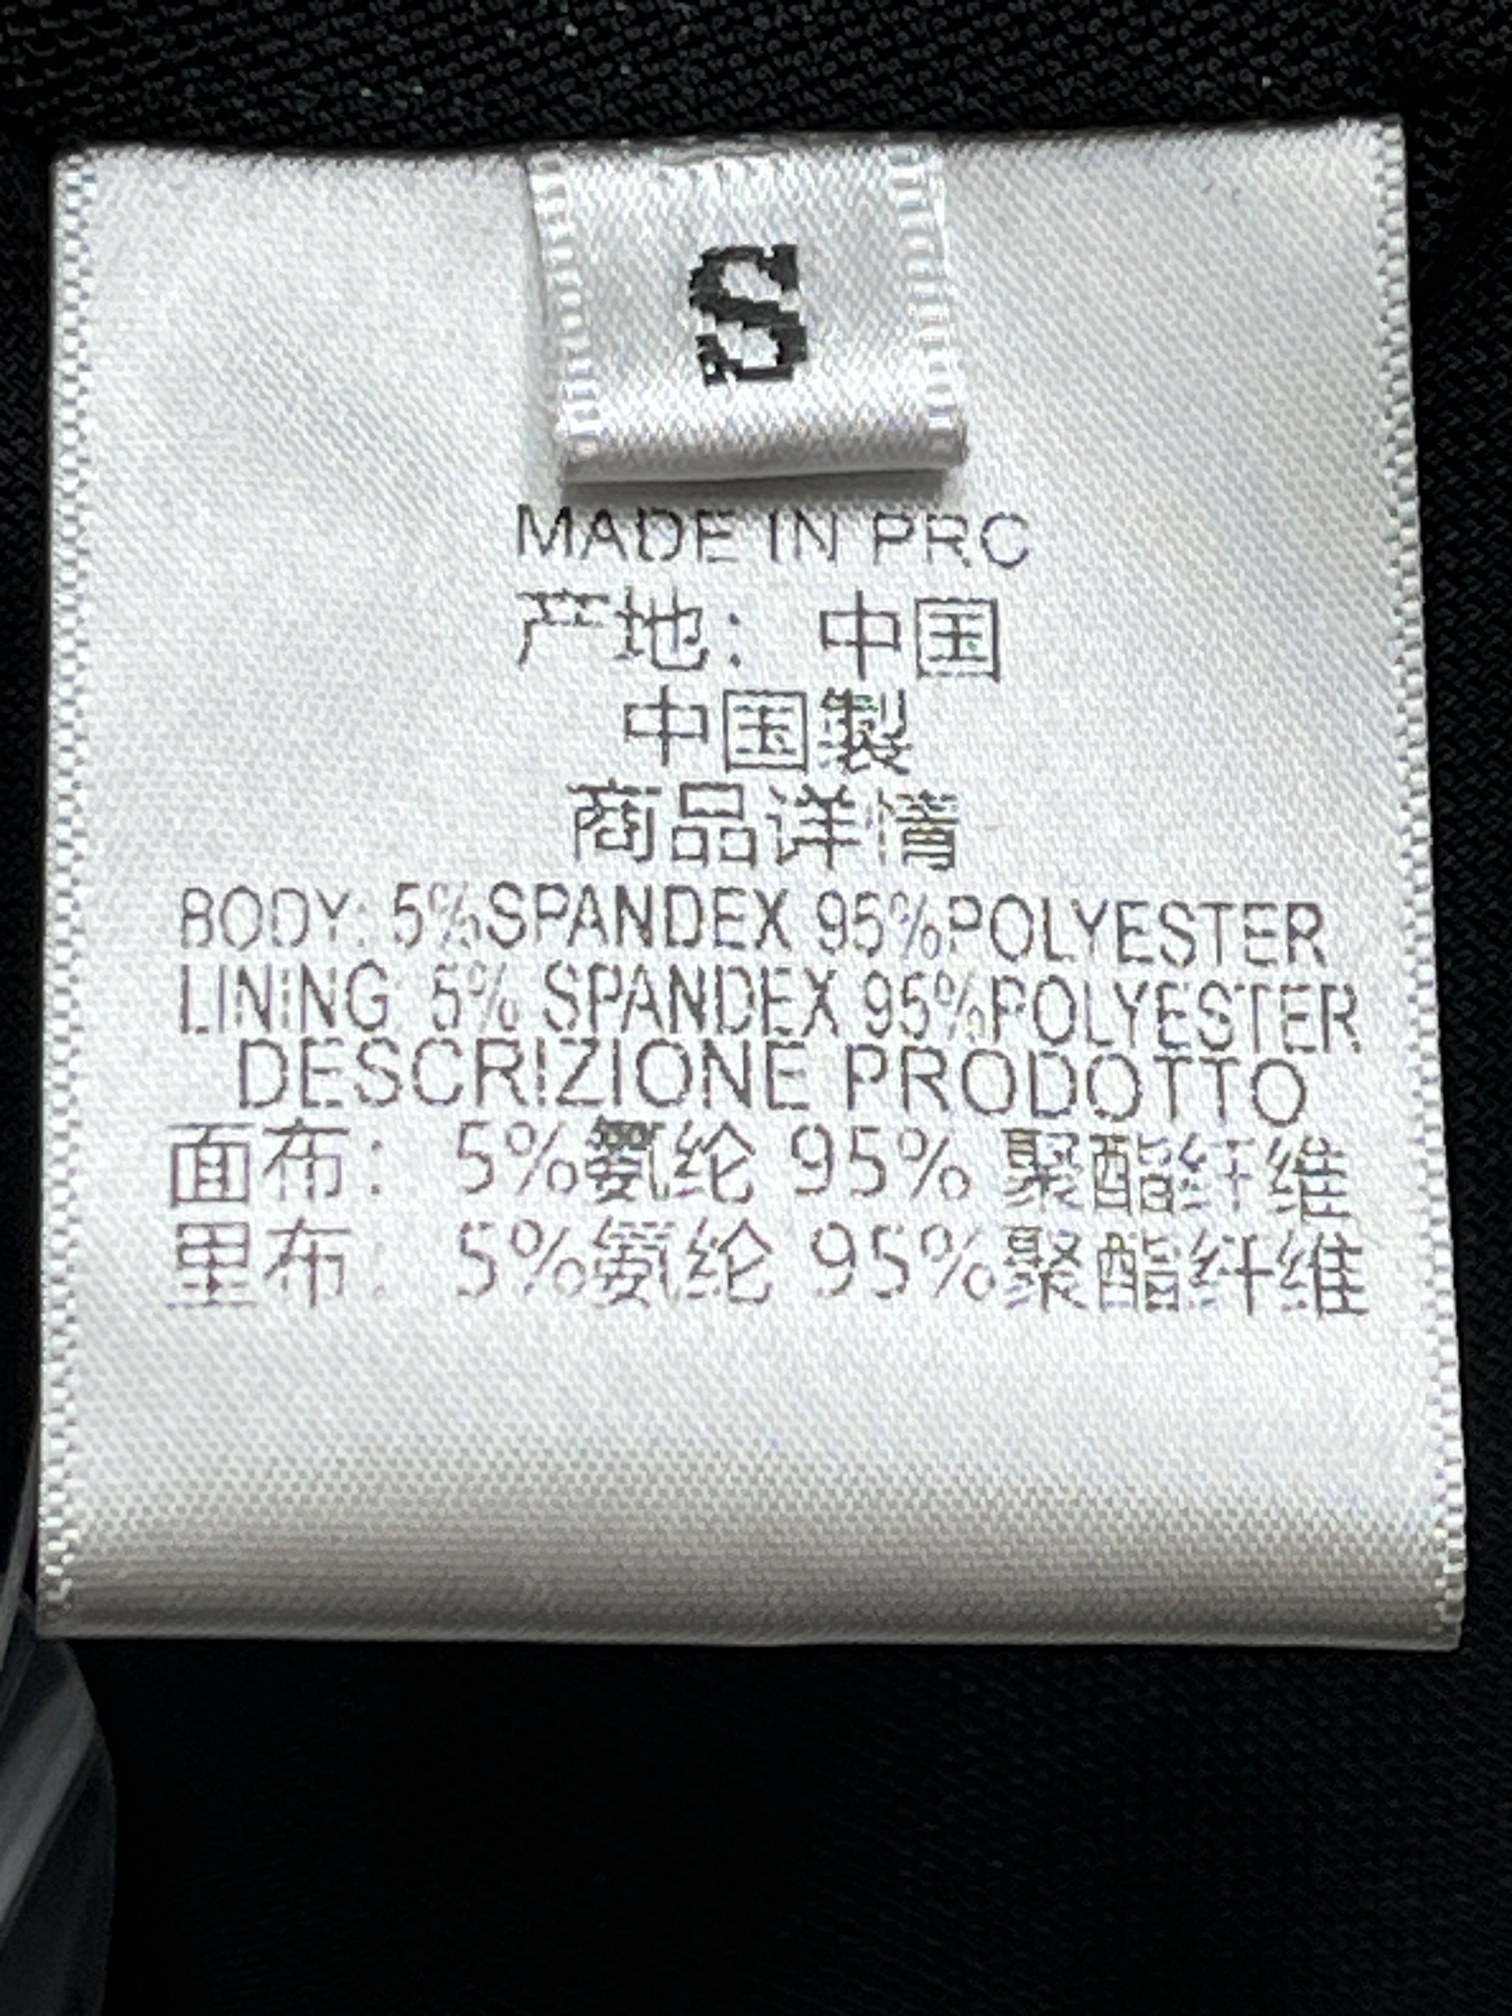 S
MADE IN PRC
产地：中国
中国製
商品详情
BODY: 5%SPANDEX 95%POLYESTER
LINING: 5% SPANDEX 95%POLYESTER
DESCRIZIONE PRODOTTO
面布：5%氨纶 95% 聚酯纤维
里布：5%氨纶 95%聚酯纤维